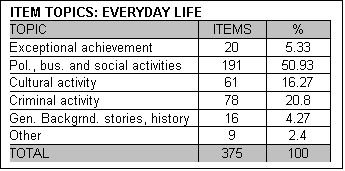 ITEM TOPICS: EVERYDAY LIFE
TOPIC ITEMS %
Exceptional achievement 20 5.33
Pol., bus. and social activities 191 50.93
Cultural activity 61 16.27
Criminal activity 78 20.8
Gen. Backgrnd. stories, history 16 4.27
Other 9 2.4
TOTAL 375 100